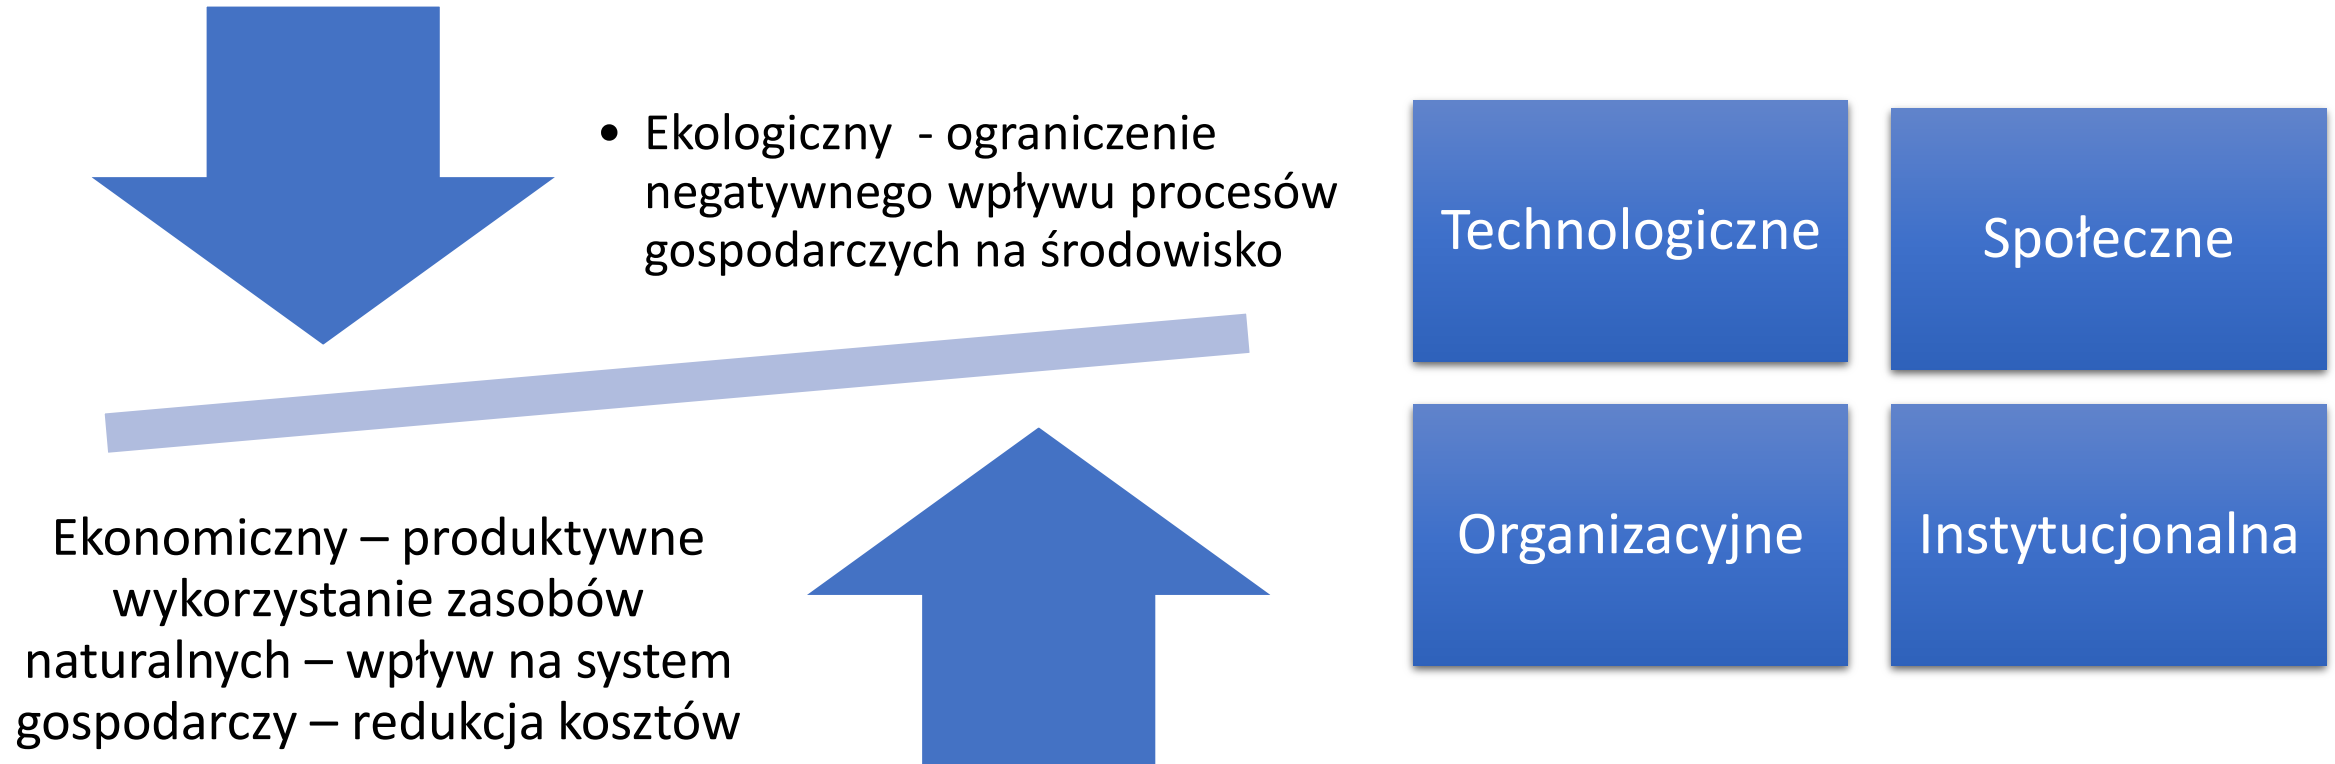 • Ekologiczny  - ograniczenie
negatywnego wpływu procesów
gospodarczych na środowisko
Ekonomiczny – produktywne
wykorzystanie zasobów
naturalnych – wpływ na system
gospodarczy – redukcja kosztów
Technologiczne
Społeczne
Organizacyjne
Instytucjonalna